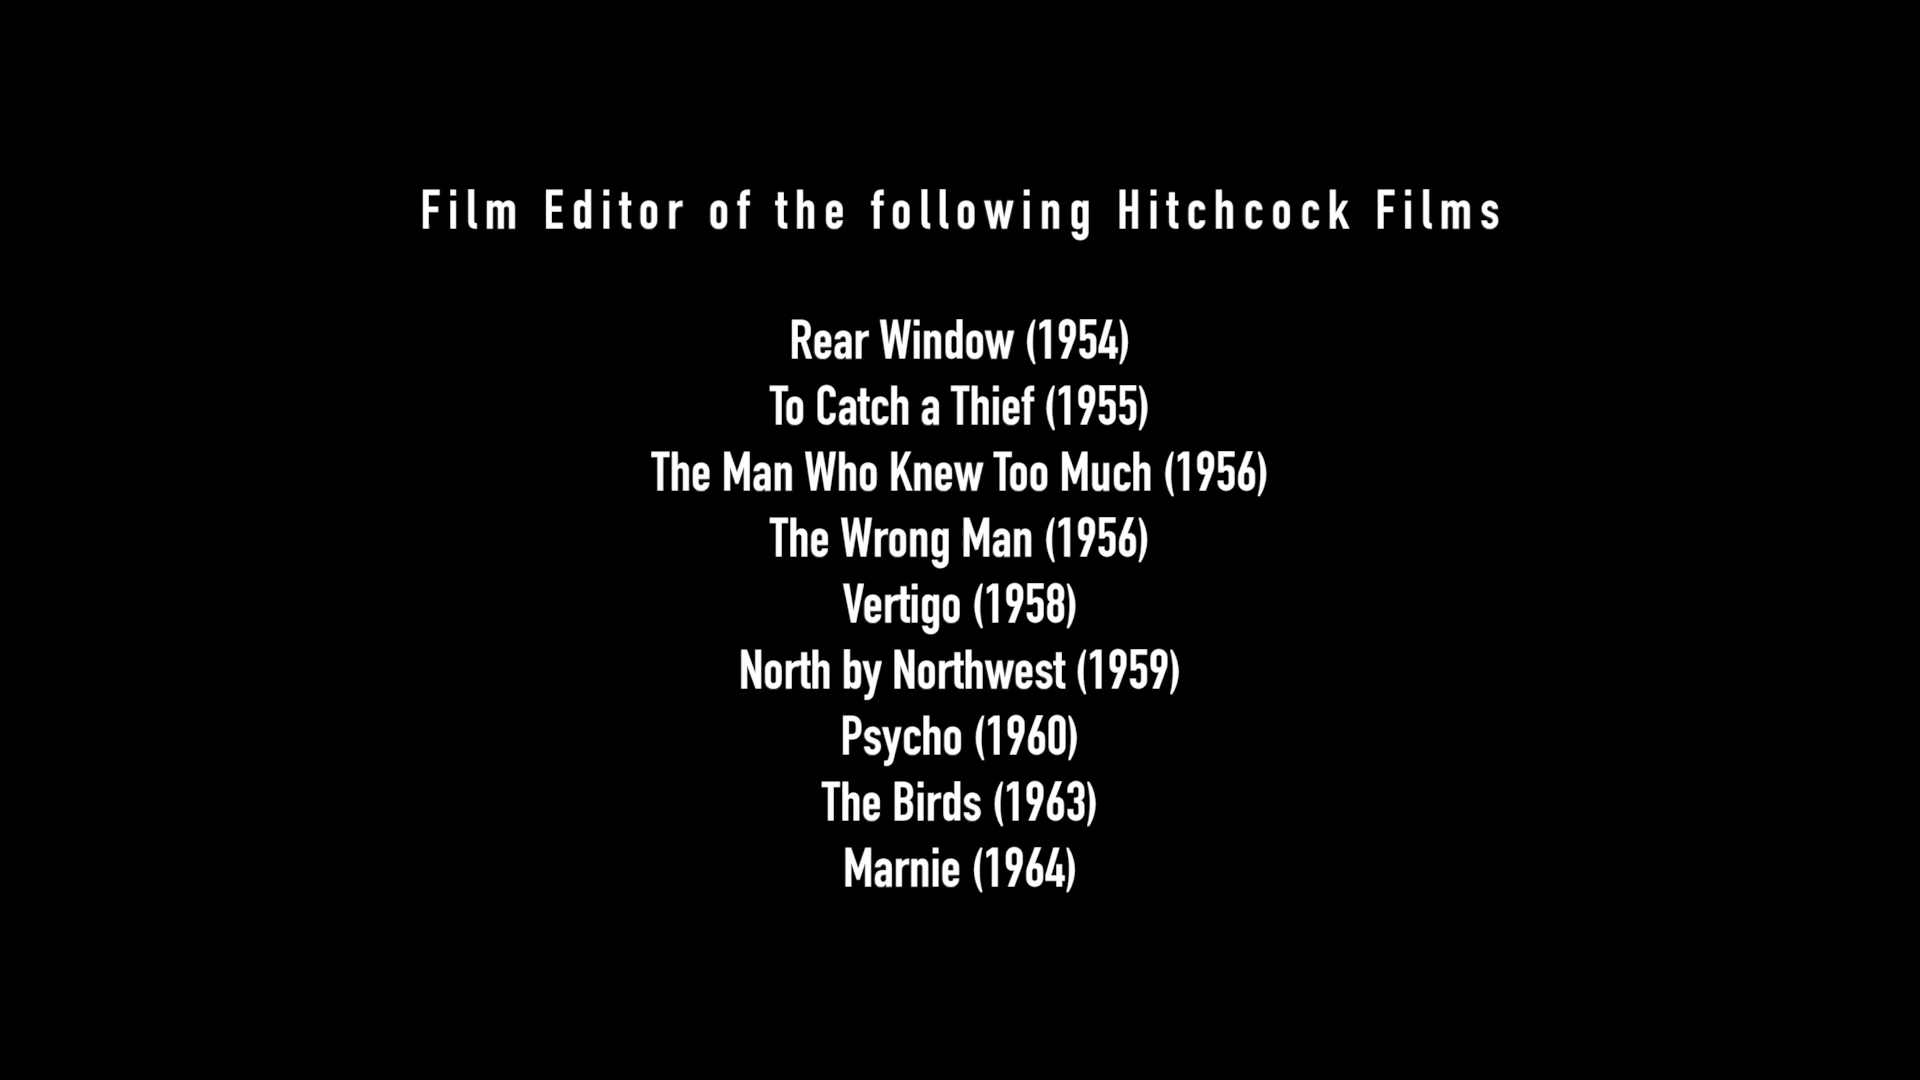 Film Editor of the following Hitchcock Films
Rear Window (1954)
To Catch a Thief (1955)
The Man Who Knew Too Much (1956)
The Wrong Man (1956)
Vertigo (1958)
North by Northwest (1959)
Psycho (1960)
The Birds (1963)
Marnie (1964)